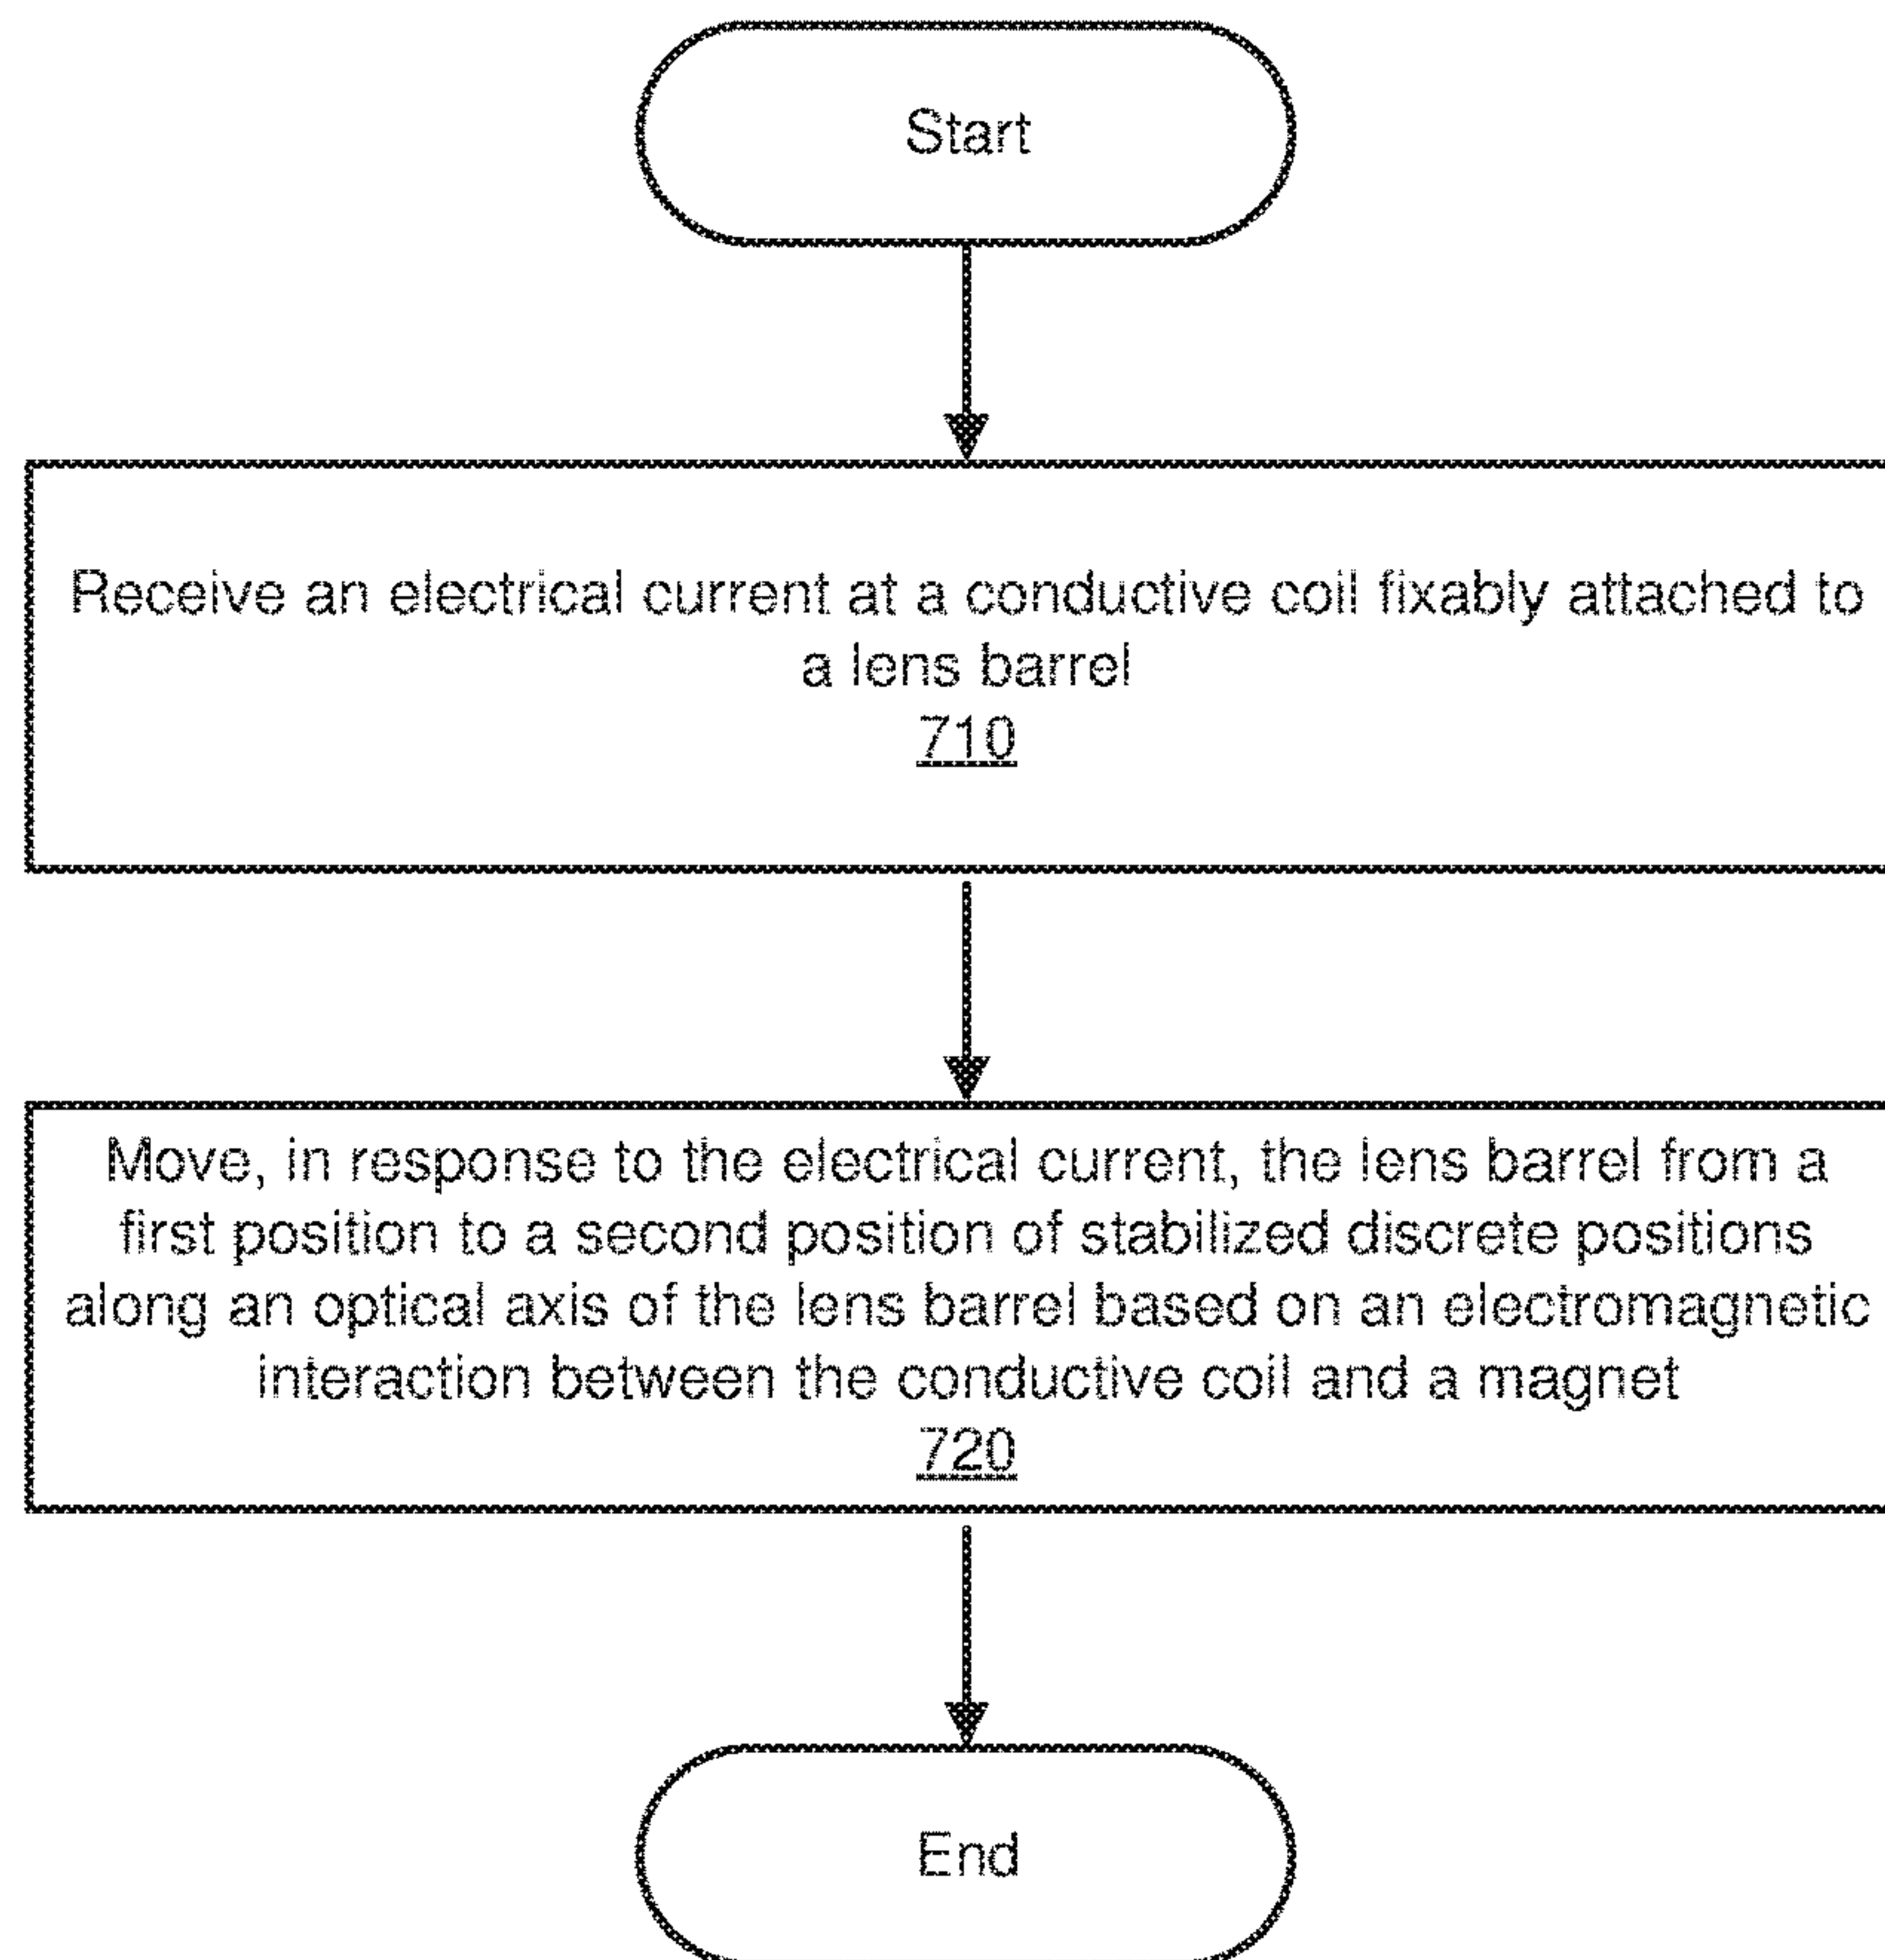 Start
Receive an electrical current at a conductive coil fixably attached to
a lens barrel
710
Move, in response to the electrical current, the lens barrel from a
first position to a second position of stabilized discrete positions
along an optical axis of the lens barrel based on an electromagnetic
interaction between the conductive coil and a magnet
720
End